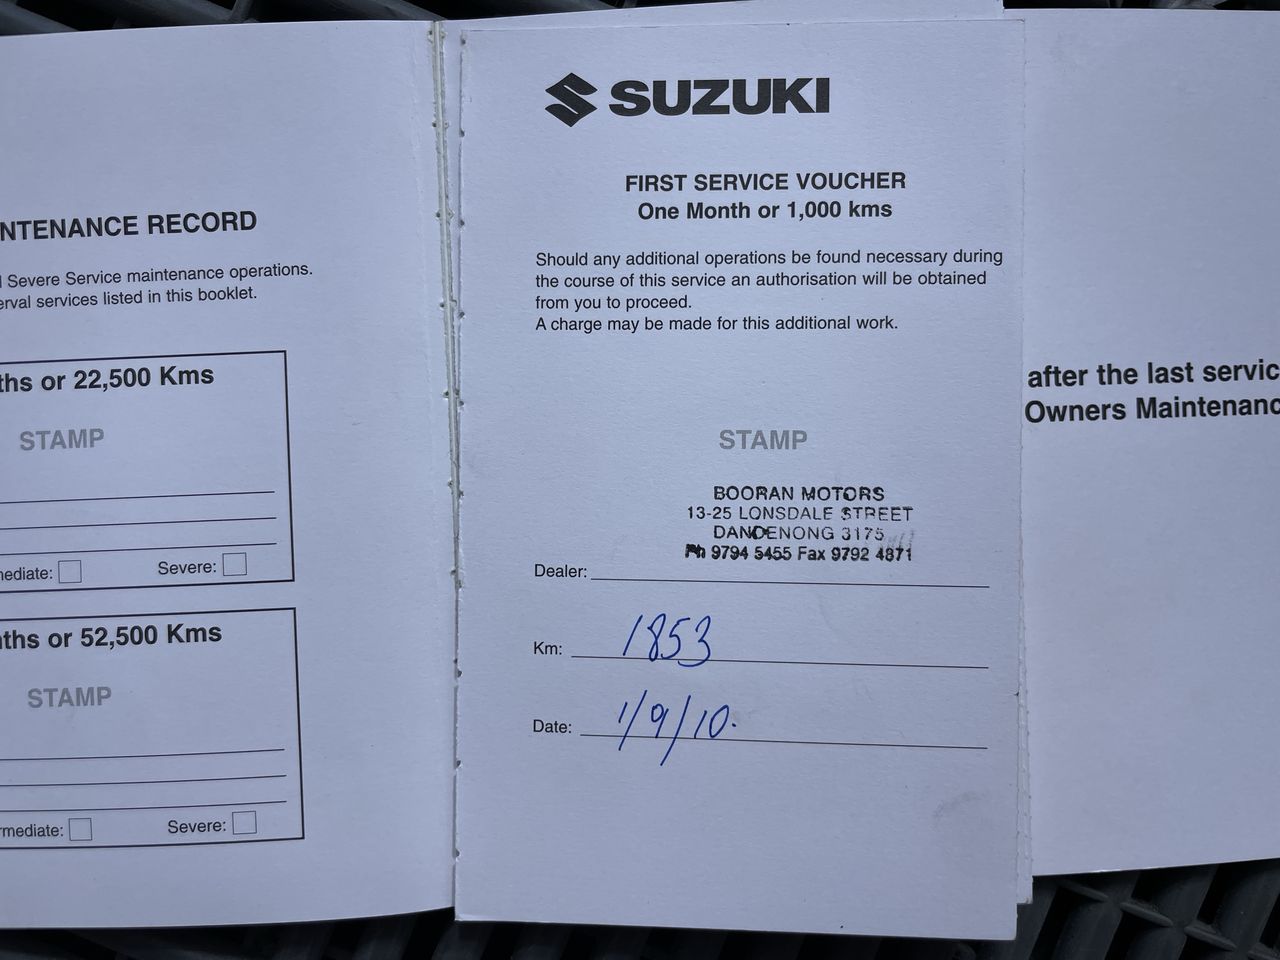 NTENANCE RECORD
Severe Service maintenance operations.
erval services listed in this booklet.
ths or 22,500 Kms
STAMP
ediate:
Severe:
ths or 52,500 Kms
STAMP
mediate:
Severe:
SUZUKI
FIRST SERVICE VOUCHER
One Month or 1,000 kms
Should any additional operations be found necessary during
the course of this service an authorisation will be obtained
from you to proceed.
A charge may be made for this additional work.
STAMP
BOORAN MOTORS
13-25 LONSDALE STREET
DANDENONG 3175
Ph 9794 5455 Fax 9792 4871
Dealer:
Km: 1853
Date: 1/9/10.
after the last servic
Owners Maintenanc